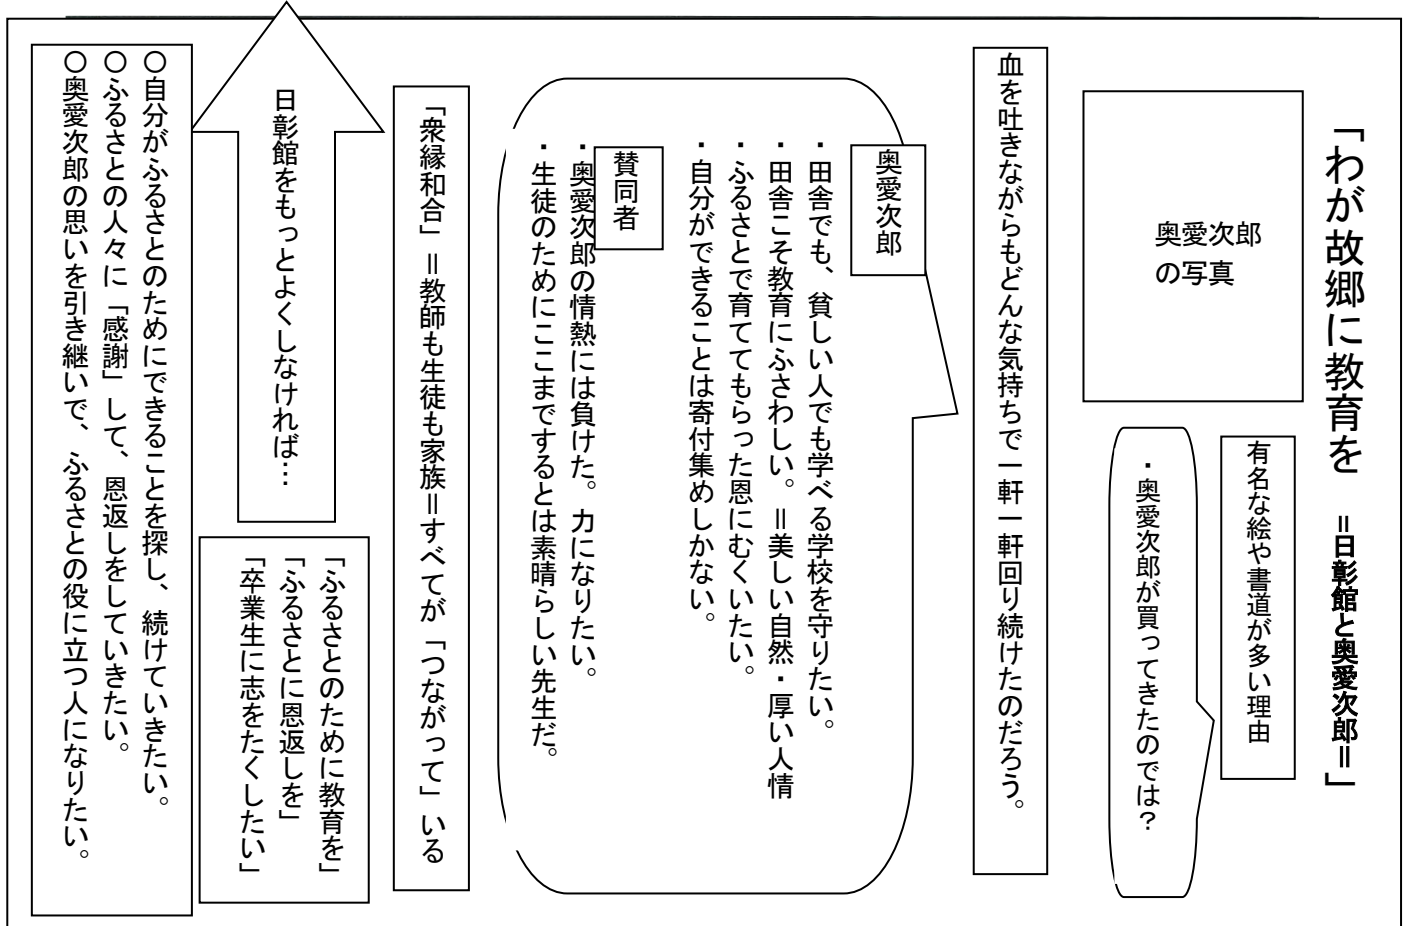 「わが故郷に教育を ＝日彰館と奥愛次郎＝」
奥愛次郎
の写真
有名な絵や書道が多い理由
・奥愛次郎が買ってきたのでは？
血を吐きながらもどんな気持ちで一軒一軒回り続けたのだろう。
奥愛次郎
・田舎でも、貧しい人でも学べる学校を守りたい。
・田舎こそ教育にふさわしい。＝美しい自然・厚い人情
・ふるさとで育ててもらった恩にむくいたい。
・自分ができることは寄付集めしかない。
賛同者
・奥愛次郎の情熱には負けた。力になりたい。
・生徒のためにここまでするとは素晴らしい先生だ。
「衆縁和合」＝教師も生徒も家族＝すべてが「つながって」いる
日彰館をもっとよくしなければ…
「ふるさとのために教育を」
「ふるさとに恩返しを」
「卒業生に志をたくしたい」
〇自分がふるさとのためにできることを探し、続けていきたい。
〇ふるさとの人々に「感謝」して、恩返しをしていきたい。
〇奥愛次郎の思いを引き継いで、ふるさとの役に立つ人になりたい。